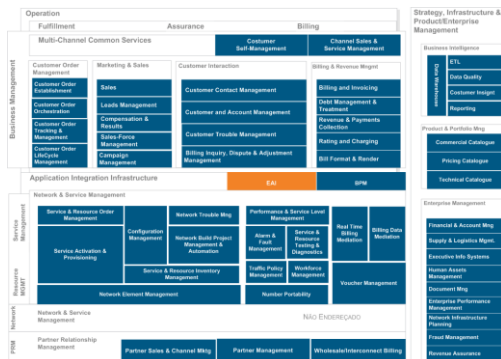 Operation
Fulfillment
Assurance
Billing
Multi-Channel Common Services
Costumer
Self-Management
Channel Sales &
Service Management
Business Management
Customer Order
Management
Customer Order
Establishment
Customer Order
Orchestration
Customer Order
Tracking &
Management
Customer Order
LifeCycle
Management
Marketing & Sales
Sales
Leads Management
Compensation &
Results
Sales-Force
Management
Campaign
Management
Customer Interaction
Customer Contact Management
Customer and Account Management
Customer Trouble Management
Billing Inquiry, Dispute & Adjustment
Management
Billing & Revenue Mngmt
Billing and Invoicing
Debt Management &
Treatment
Revenue & Payments
Collection
Rating and Charging
Bill Format & Render
Application Integration Infrastructure
EAI
BPM
Network & Service Management
Service
Management
Resource
MGMT
Service & Resource Order
Management
Service Activation &
Provisioning
Configuration
Management
Network Trouble Mng
Network Build Project
Management &
Automation
Service & Resource Inventory
Management
Network Element Management
Performance & Service Level
Management
Alarm &
Fault
Management
Service &
Resource
Testing &
Diagnositcs
Traffic Policy
Management
Workforce
Management
Number Portability
Real Time
Billing
Mediation
Billing Data
Mediation
Voucher Management
Network
Network & Service
Management
NÃO ENDEREÇADO
PRM
Partner Relationship
Management
Partner Sales & Channel Mktg
Partner Management
Wholesale/Interconnect Billing
Strategy, Infrastructure &
Product/Enterprise
Management
Business Intelligence
Data Warehouse
ETL
Data Quality
Costumer Insignt
Reporting
Product & Portfolio Mng
Commercial Catalogue
Pricing Catalogue
Technical Catalogue
Enterprise Management
Financial & Account Mng
Supply & Logistics Mgmt.
Executive Info Systems
Human Assets
Management
Document Mng
Enterprise Performance
Management
Network Infrastructure
Planning
Fraud Management
Revenue Assurance